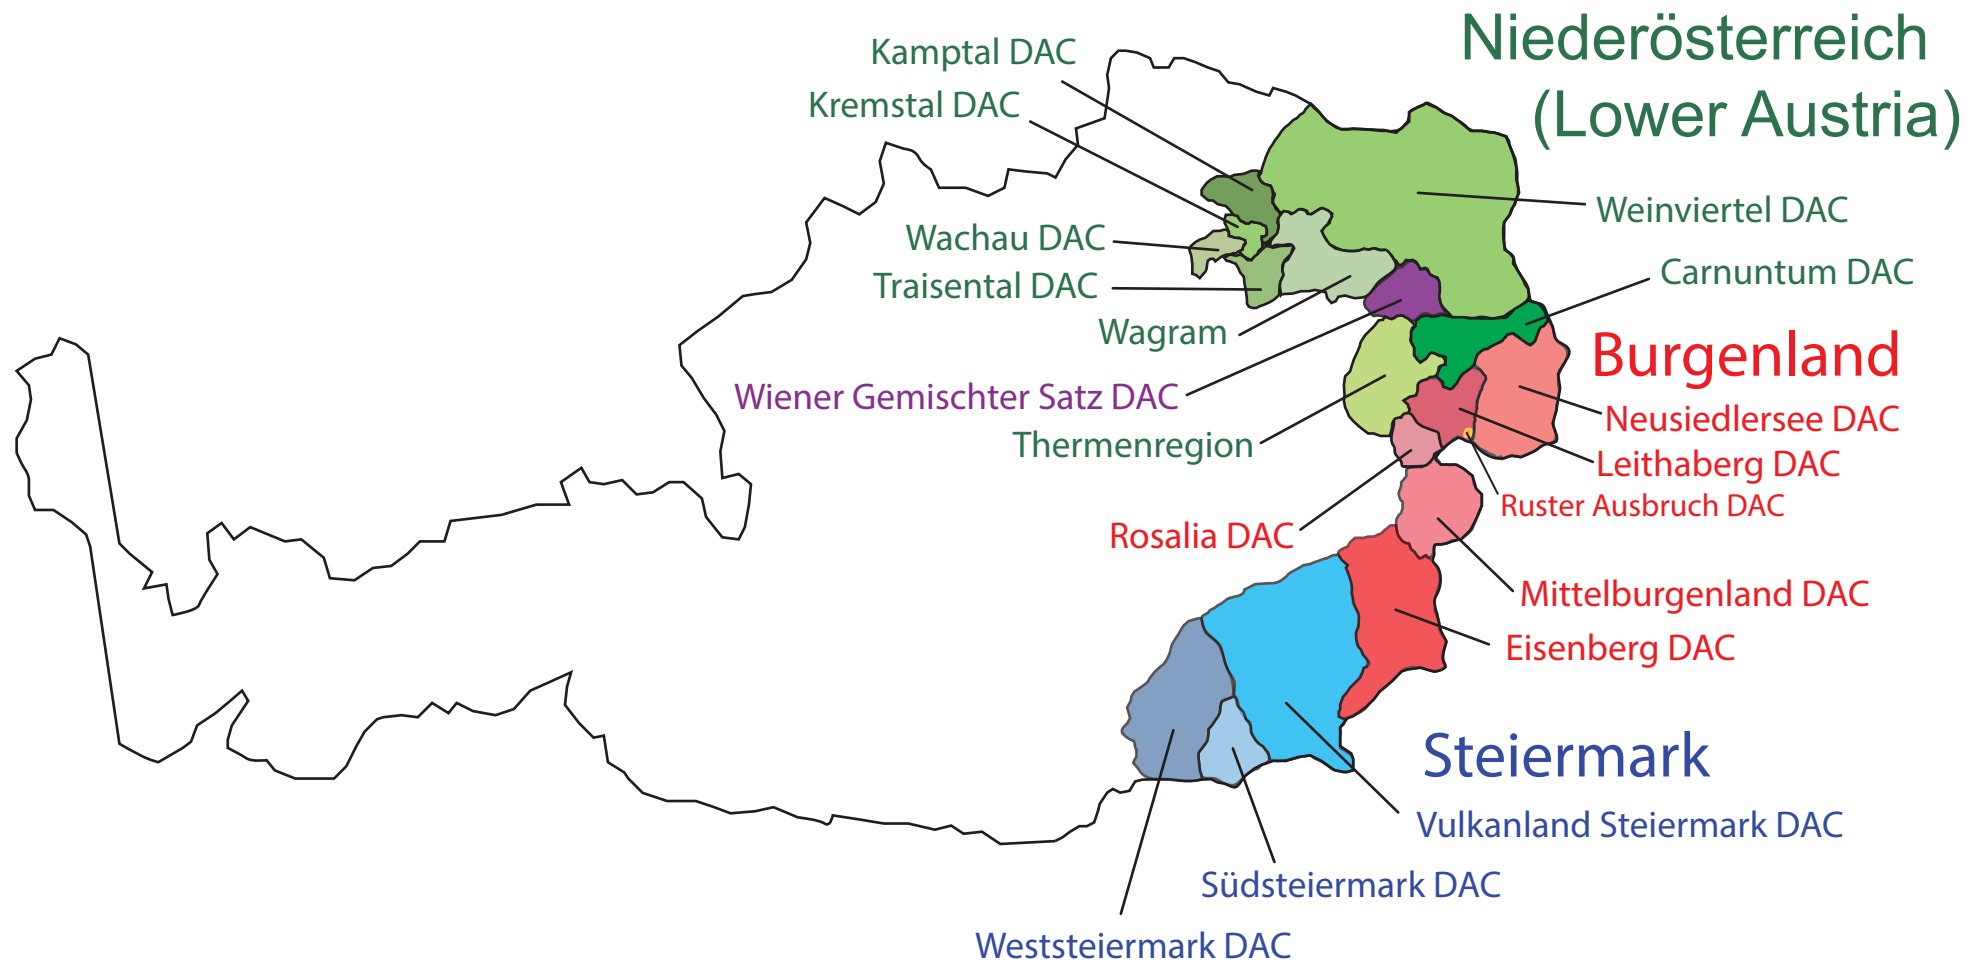 Niederösterreich
(Lower Austria)
Kamptal DAC
Kremstal DAC
Wachau DAC
Traisental DAC
Wagram
Wiener Gemischter Satz DAC
Thermenregion
Weinviertel DAC
Carnuntum DAC
Burgenland
Neusiedlersee DAC
Leithaberg DAC
Ruster Ausbruch DAC
Rosalia DAC
Mittelburgenland DAC
Eisenberg DAC
Steiermark
Vulkanland Steiermark DAC
Südsteiermark DAC
Weststeiermark DAC